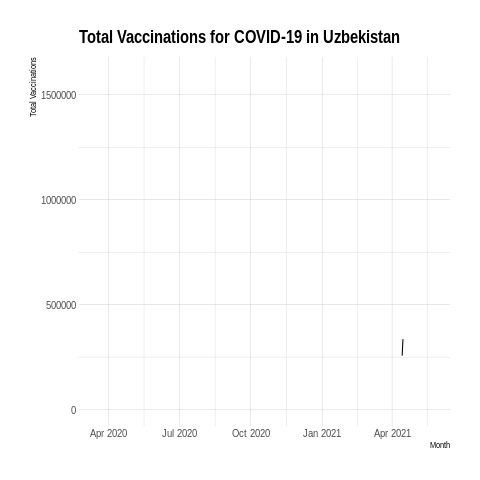 Total Vaccinations for COVID-19 in Uzbekistan
Total Vaccinations
1500000
1000000
500000
0
Apr 2020 Jul 2020 Oct 2020 Jan 2021 Apr 2021
Month